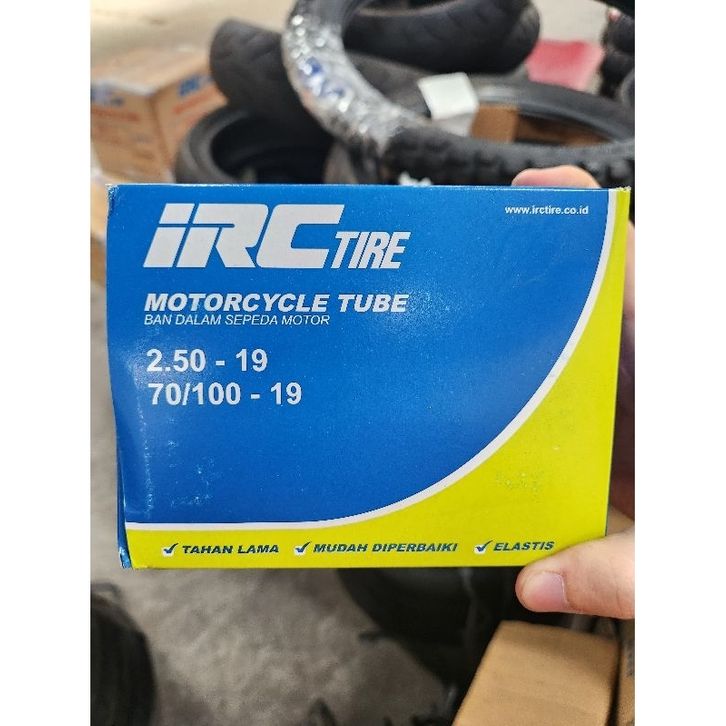 IRC TIRE
www.irctire.co.id
MOTORCYCLE TUBE
BAN DALAM SEPEDA MOTOR
2.50 - 19
70/100 - 19
TAHAN LAMA MUDAH DIPERBAIKI ELASTIS